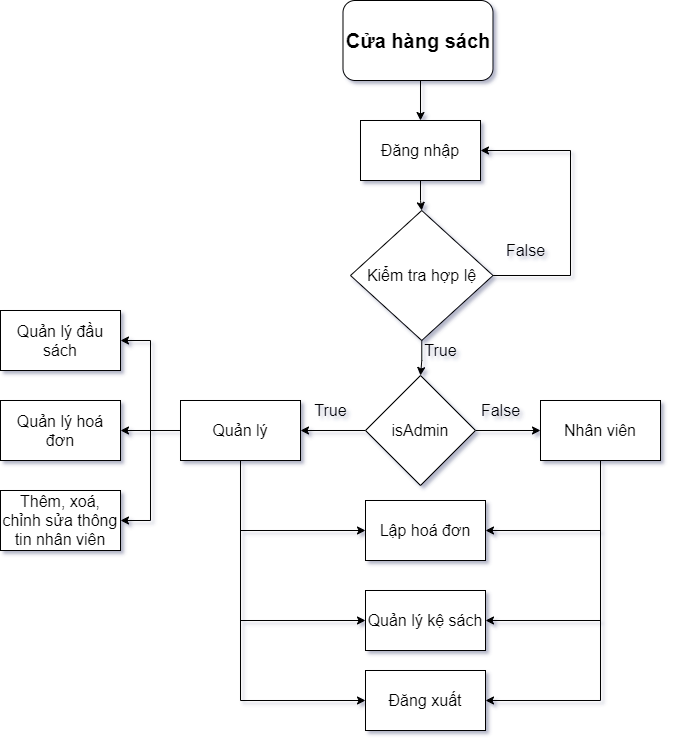 Cửa hàng sách
Đăng nhập
False
Kiểm tra hợp lệ
True
Quản lý đầu
sách
True
False
Quản lý hoá
đơn
Quản lý
isAdmin
Nhân viên
Thêm, xoá,
chỉnh sửa thông
tin nhân viên
Lập hoá đơn
Quản lý kệ sách
Đăng xuất